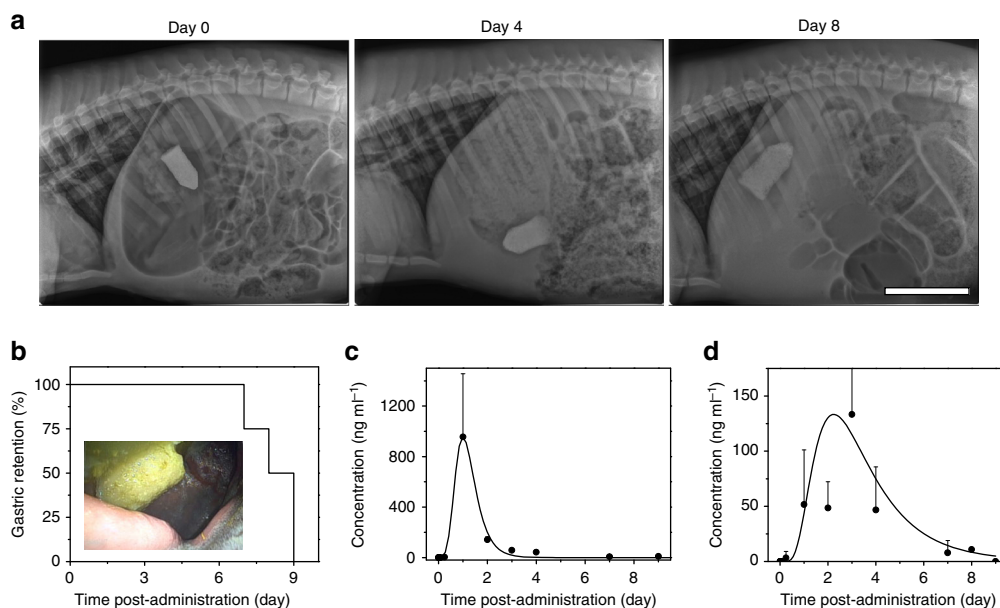 a
Day 0
Day 4
Day 8
b
100
75
50
25
0
Gastric retention (%)
0
3
6
9
Time post-administration (day)
c
1200
800
400
0
Concentration (ng ml⁻¹)
0
2
4
6
8
Time post-administration (day)
d
150
100
50
0
Concentration (ng ml⁻¹)
0
2
4
6
8
Time post-administration (day)